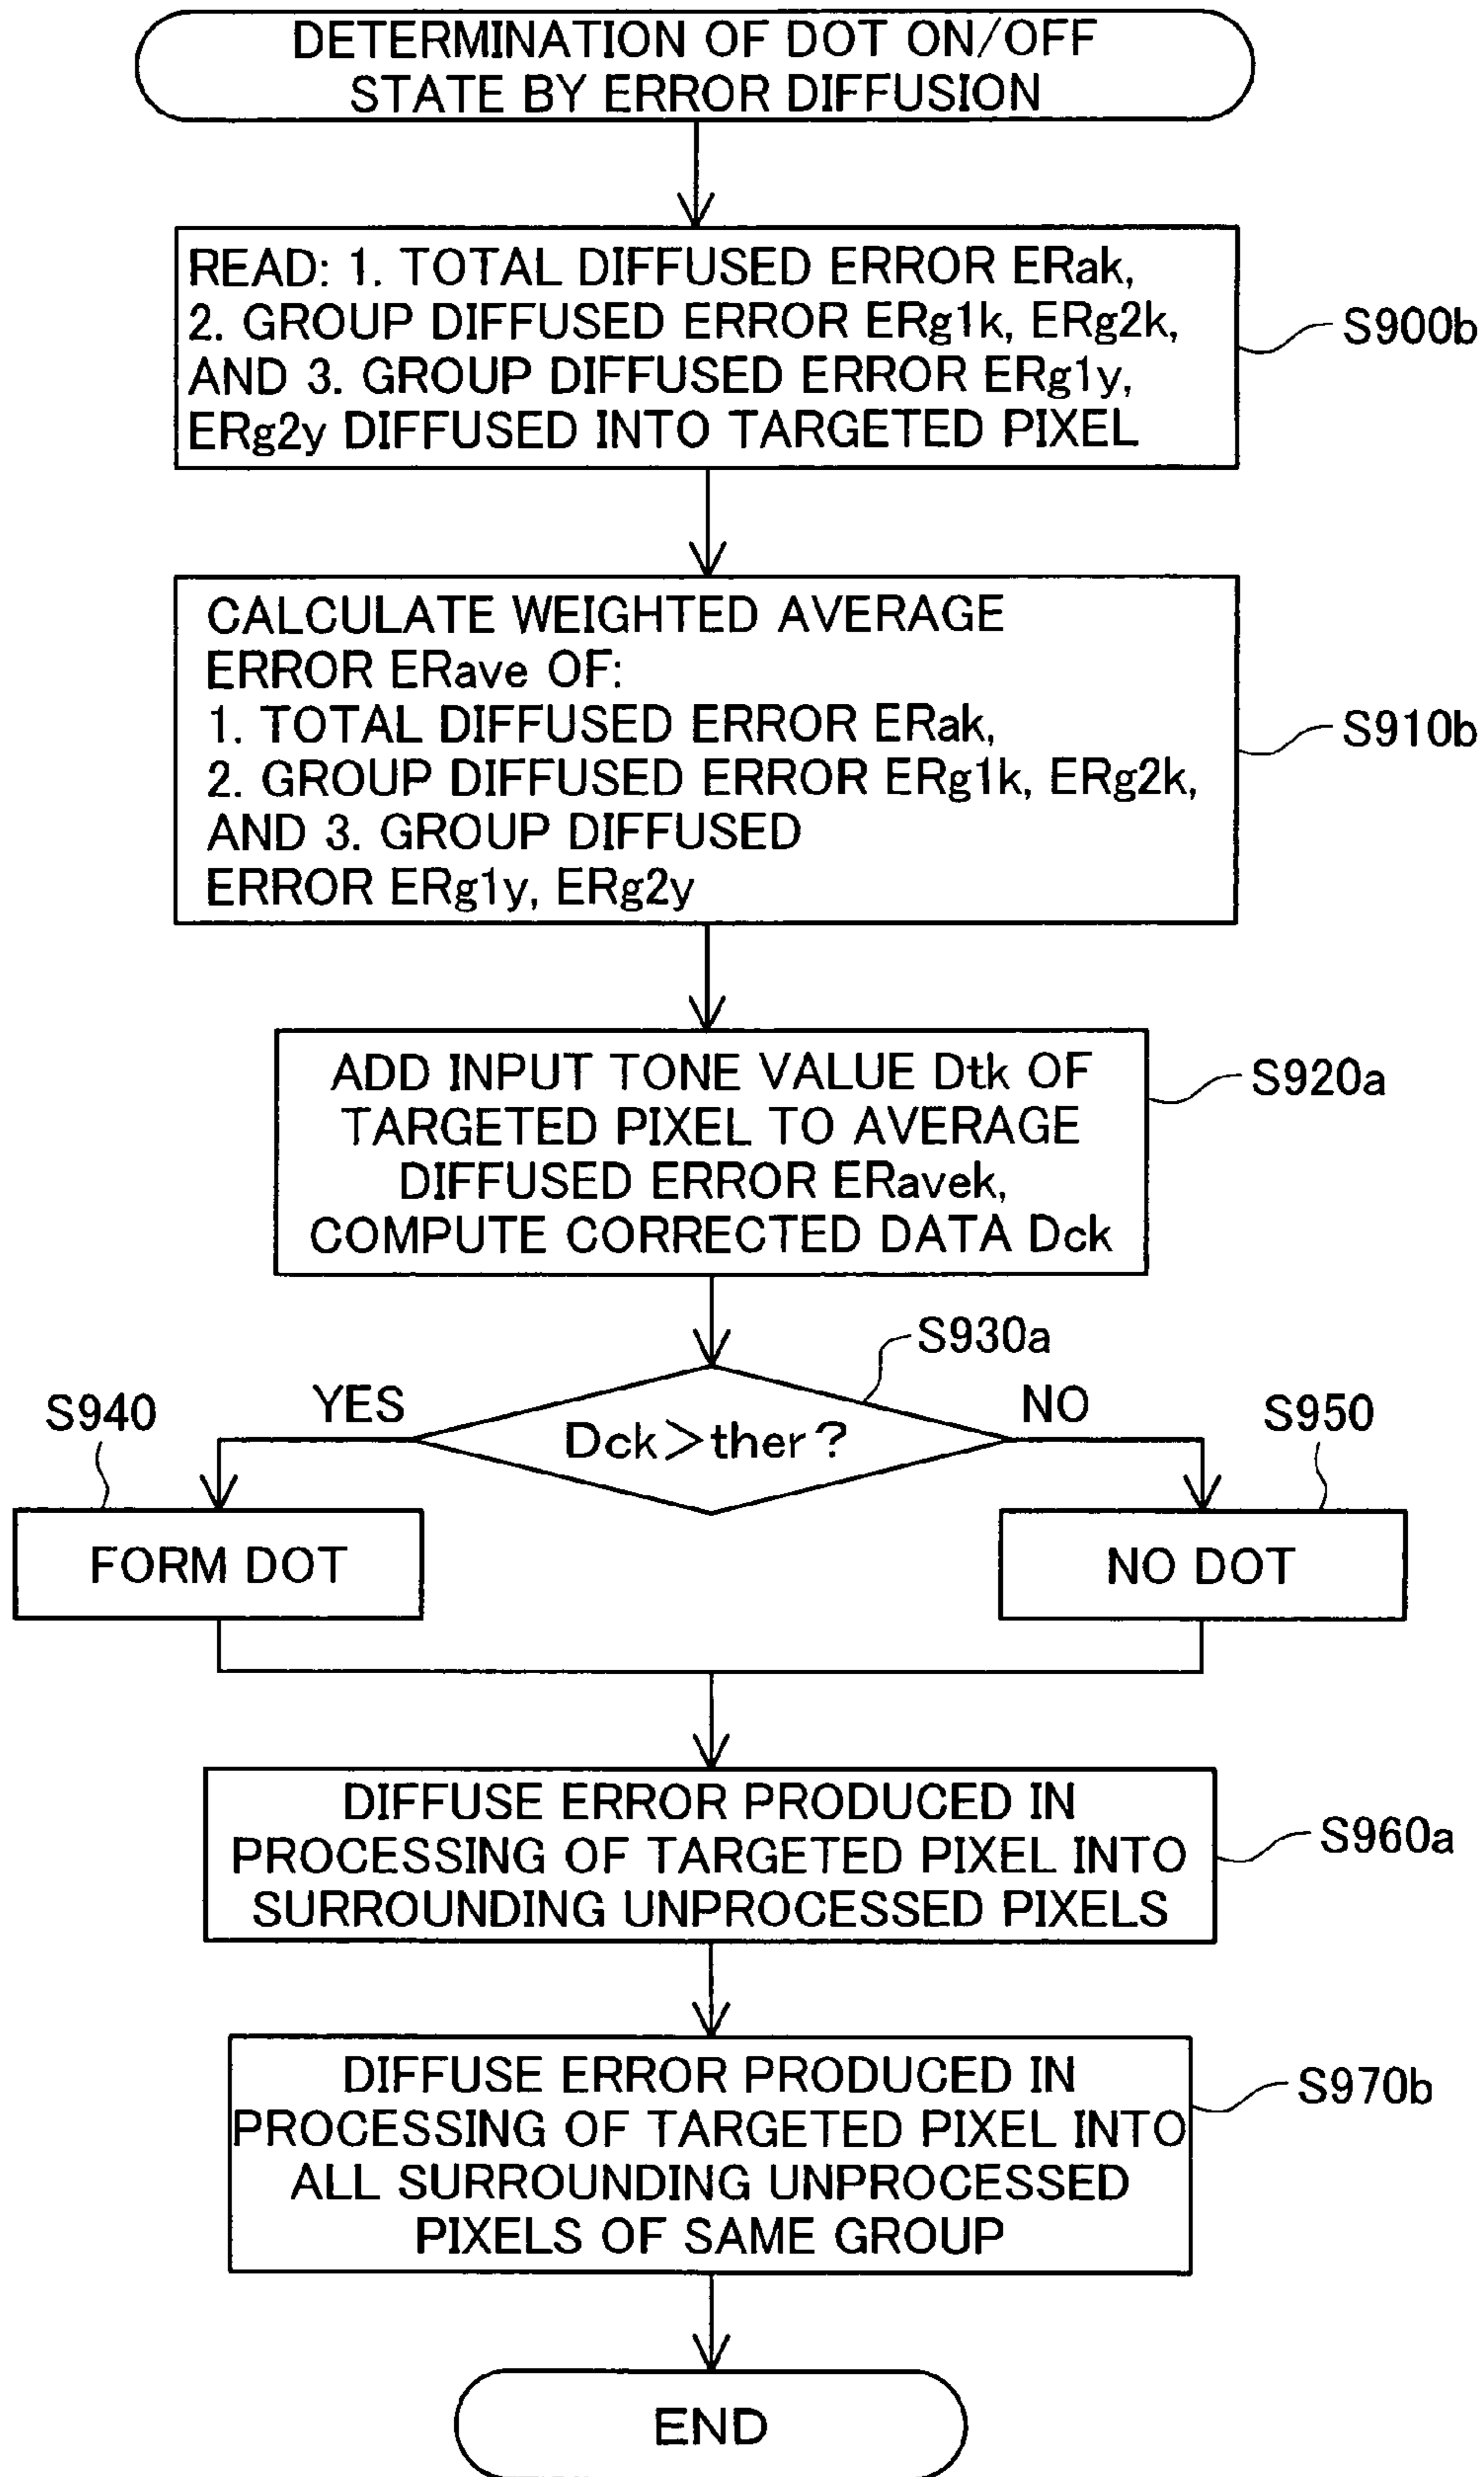 DETERMINATION OF DOT ON/OFF
STATE BY ERROR DIFFUSION
READ: 1. TOTAL DIFFUSED ERROR ERak,
2. GROUP DIFFUSED ERROR ERg1k, ERg2k,
AND 3. GROUP DIFFUSED ERROR ERg1y,
ERg2y DIFFUSED INTO TARGETED PIXEL
S900b
CALCULATE WEIGHTED AVERAGE
ERROR ERave OF:
1. TOTAL DIFFUSED ERROR ERak,
2. GROUP DIFFUSED ERROR ERg1k, ERg2k,
AND 3. GROUP DIFFUSED
ERROR ERg1y, ERg2y
S910b
ADD INPUT TONE VALUE Dtk OF
TARGETED PIXEL TO AVERAGE
DIFFUSED ERROR ERavek,
COMPUTE CORRECTED DATA Dck
S920a
S930a
Dck>ther?
YES
NO
S940
FORM DOT
S950
NO DOT
DIFFUSE ERROR PRODUCED IN
PROCESSING OF TARGETED PIXEL INTO
SURROUNDING UNPROCESSED PIXELS
S960a
DIFFUSE ERROR PRODUCED IN
PROCESSING OF TARGETED PIXEL INTO
ALL SURROUNDING UNPROCESSED
PIXELS OF SAME GROUP
S970b
END